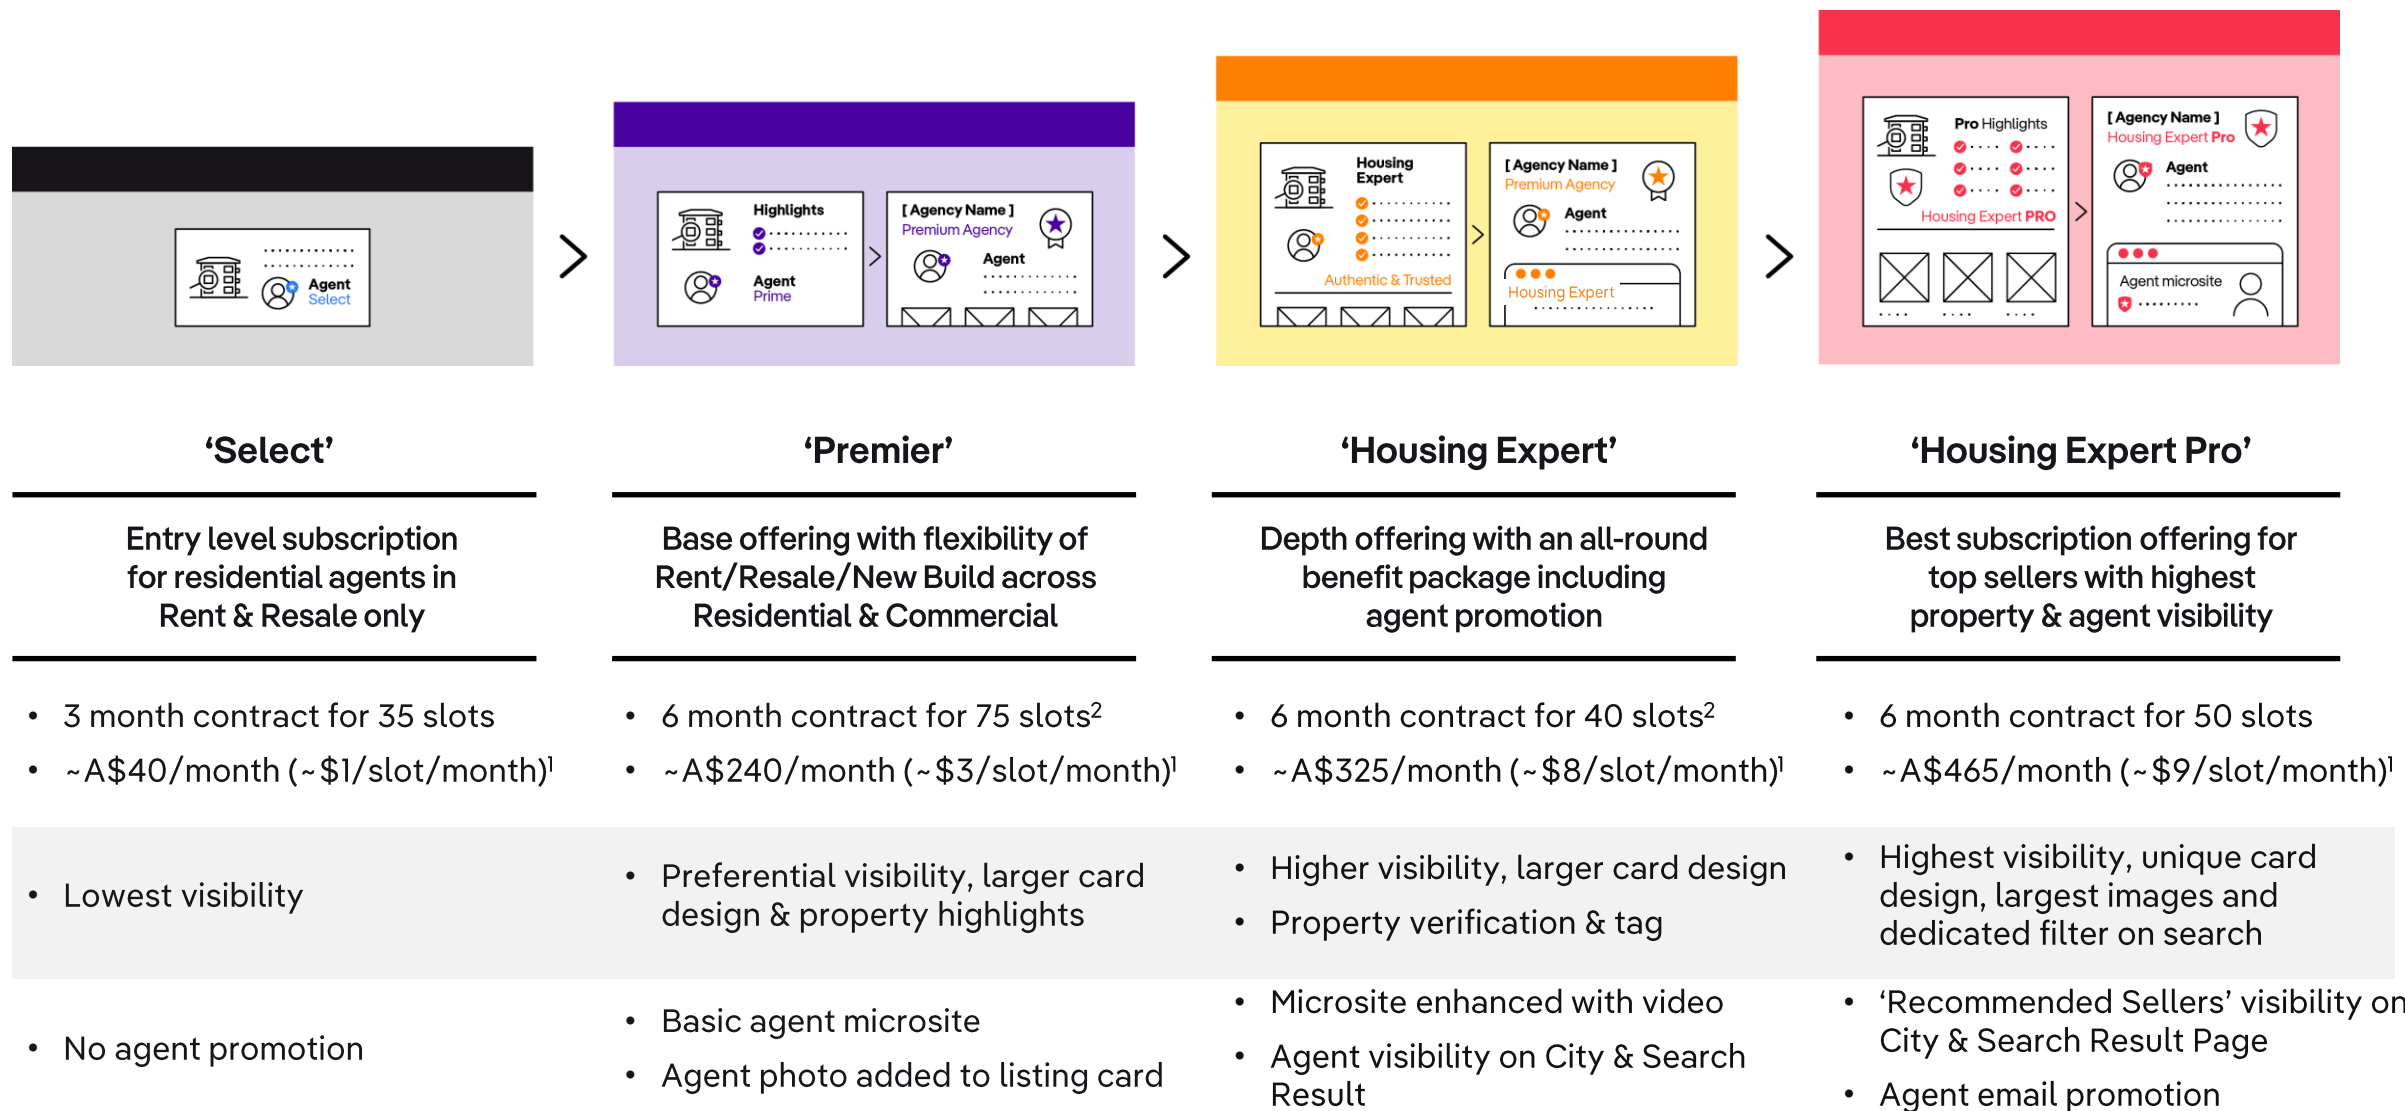 Agent
Select
Highlights
Agent
Prime
[ Agency Name ]
Premium Agency
Agent
Housing
Expert
Authentic & Trusted
[ Agency Name ]
Premium Agency
Agent
Housing Expert
Pro Highlights
Housing Expert PRO
[ Agency Name ]
Housing Expert Pro
Agent
Agent microsite
‘Select’
Entry level subscription
for residential agents in
Rent & Resale only
• 3 month contract for 35 slots
• ~A$40/month (~$1/slot/month)¹
• Lowest visibility
• No agent promotion
‘Premier’
Base offering with flexibility of
Rent/Resale/New Build across
Residential & Commercial
• 6 month contract for 75 slots²
• ~A$240/month (~$3/slot/month)¹
• Preferential visibility, larger card
design & property highlights
• Basic agent microsite
• Agent photo added to listing card
‘Housing Expert’
Depth offering with an all-round
benefit package including
agent promotion
• 6 month contract for 40 slots²
• ~A$325/month (~$8/slot/month)¹
• Higher visibility, larger card design
• Property verification & tag
• Microsite enhanced with video
• Agent visibility on City & Search
Result
‘Housing Expert Pro’
Best subscription offering for
top sellers with highest
property & agent visibility
• 6 month contract for 50 slots
• ~A$465/month (~$9/slot/month)¹
• Highest visibility, unique card
design, largest images and
dedicated filter on search
• ‘Recommended Sellers’ visibility on
City & Search Result Page
• Agent email promotion